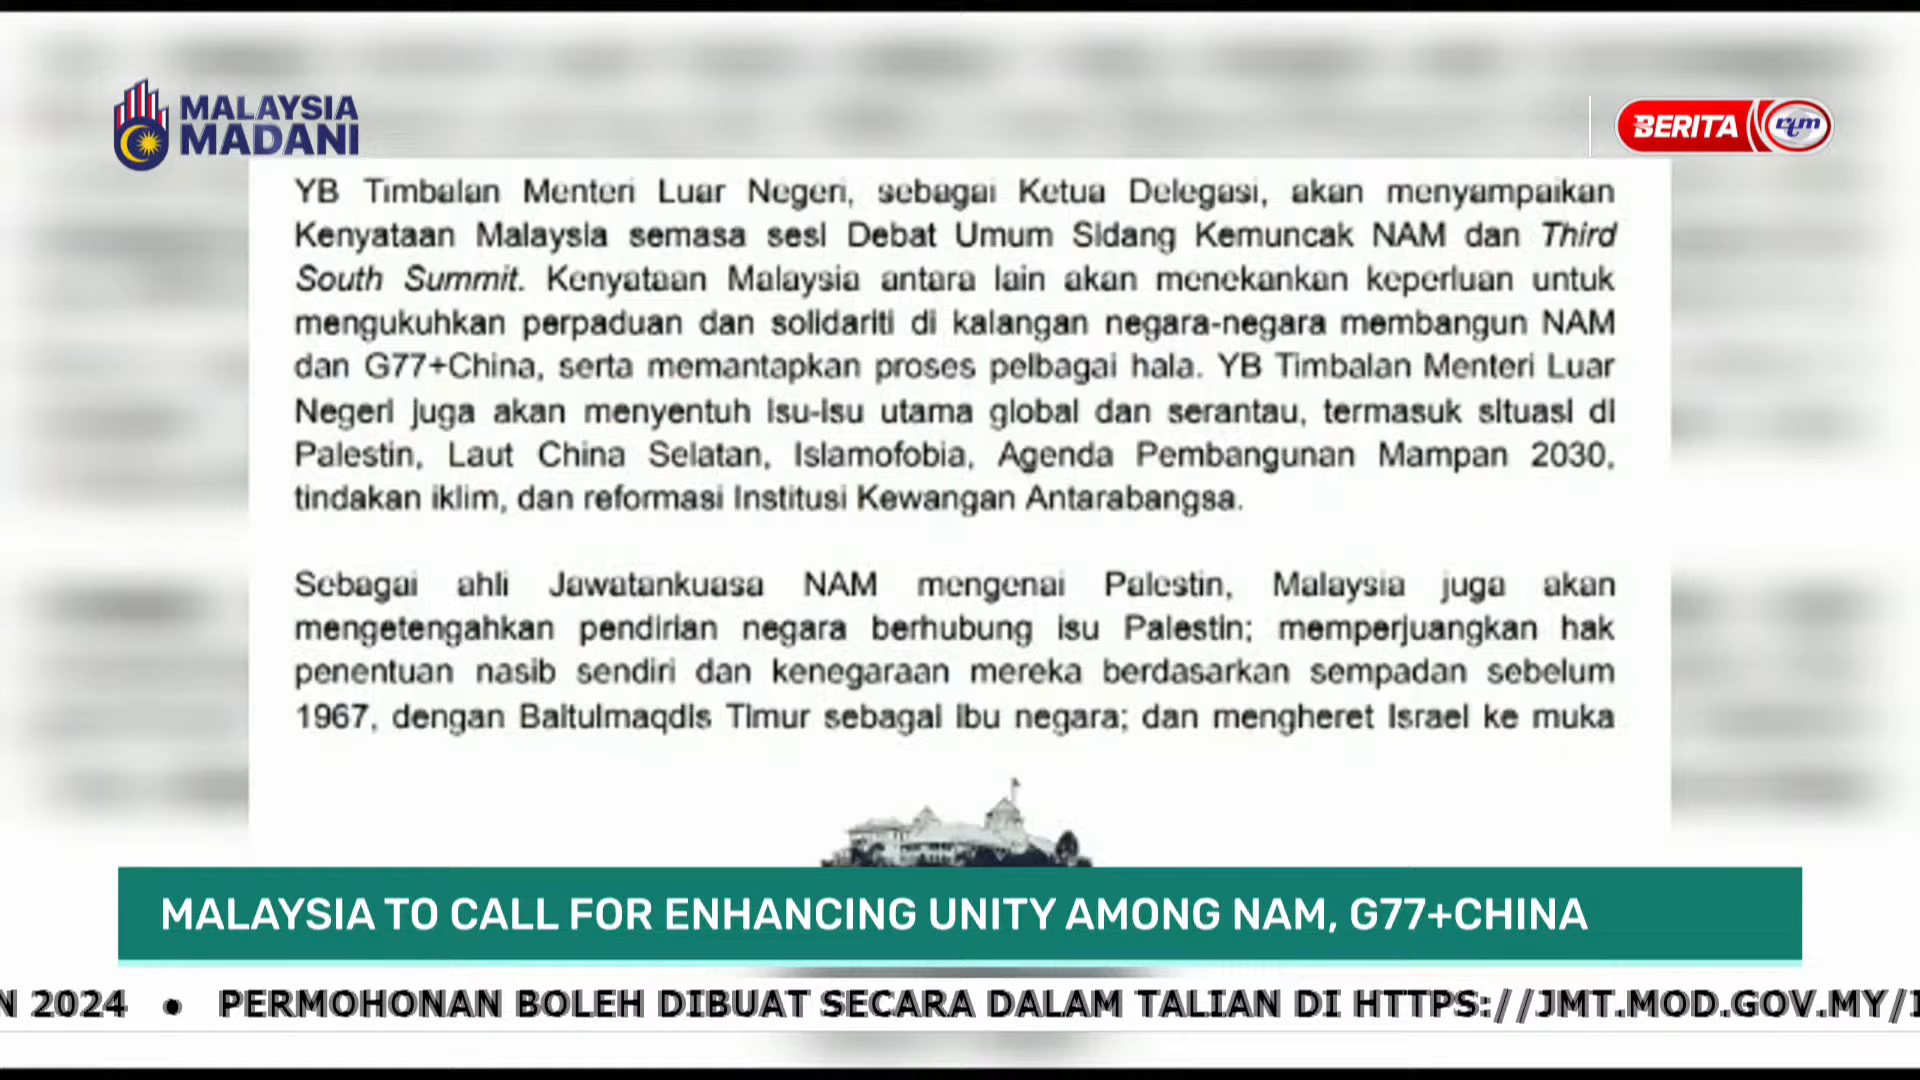 MALAYSIA
MADANI
BERITA rtm
YB Timbalan Menteri Luar Negeri, sebagai Ketua Delegasi, akan menyampaikan
Kenyataan Malaysia semasa sesi Debat Umum Sidang Kemuncak NAM dan Third
South Summit. Kenyataan Malaysia antara lain akan menekankan keperluan untuk
mengukuhkan perpaduan dan solidariti di kalangan negara-negara membangun NAM
dan G77+China, serta memantapkan proses pelbagai hala. YB Timbalan Menteri Luar
Negeri juga akan menyentuh isu-isu utama global dan serantau, termasuk situasi di
Palestin, Laut China Selatan, Islamofobia, Agenda Pembangunan Mampan 2030,
tindakan iklim, dan reformasi Institusi Kewangan Antarabangsa.
Sebagai ahli Jawatankuasa NAM mengenai Palestin, Malaysia juga akan
mengetengahkan pendirian negara berhubung isu Palestin; memperjuangkan hak
penentuan nasib sendiri dan kenegaraan mereka berdasarkan sempadan sebelum
1967, dengan Baitulmaqdis Timur sebagai ibu negara; dan mengheret Israel ke muka
MALAYSIA TO CALL FOR ENHANCING UNITY AMONG NAM, G77+CHINA
N 2024 • PERMOHONAN BOLEH DIBUAT SECARA DALAM TALIAN DI HTTPS://JMT.MOD.GOV.MY/